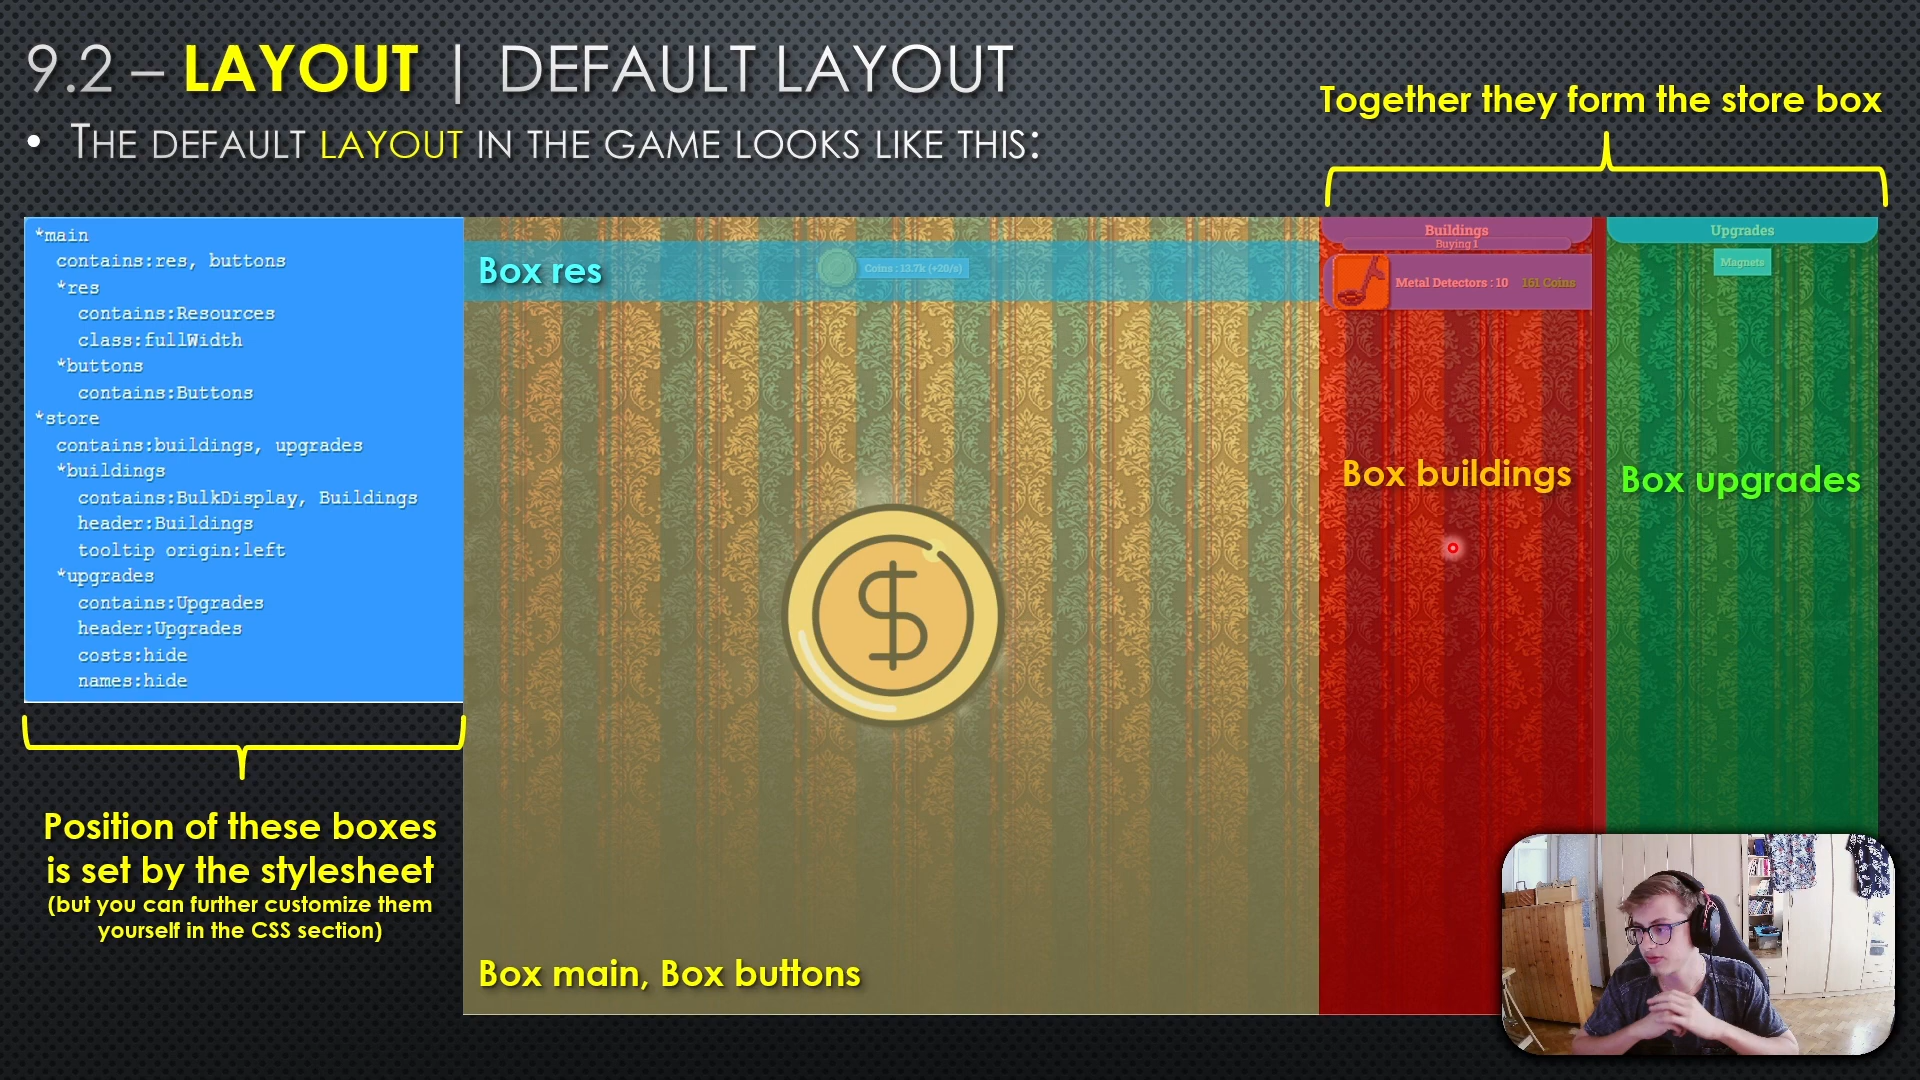 9.2 – LAYOUT | DEFAULT LAYOUT
• THE DEFAULT LAYOUT IN THE GAME LOOKS LIKE THIS:
Together they form the store box
*main
contains:res, buttons
*res
contains:Resources
class:fullWidth
*buttons
contains:Buttons
*store
contains:buildings, upgrades
*buildings
contains:BulkDisplay, Buildings
header:Buildings
tooltip origin:left
*upgrades
contains:Upgrades
header:Upgrades
costs:hide
names:hide
Position of these boxes
is set by the stylesheet
(but you can further customize them
yourself in the CSS section)
Box res
Coins : 13.7k (+20/s)
Box main, Box buttons
Buildings
Buying 1
Metal Detectors : 10 161 Coins
Box buildings
Upgrades
Magnets
Box upgrades